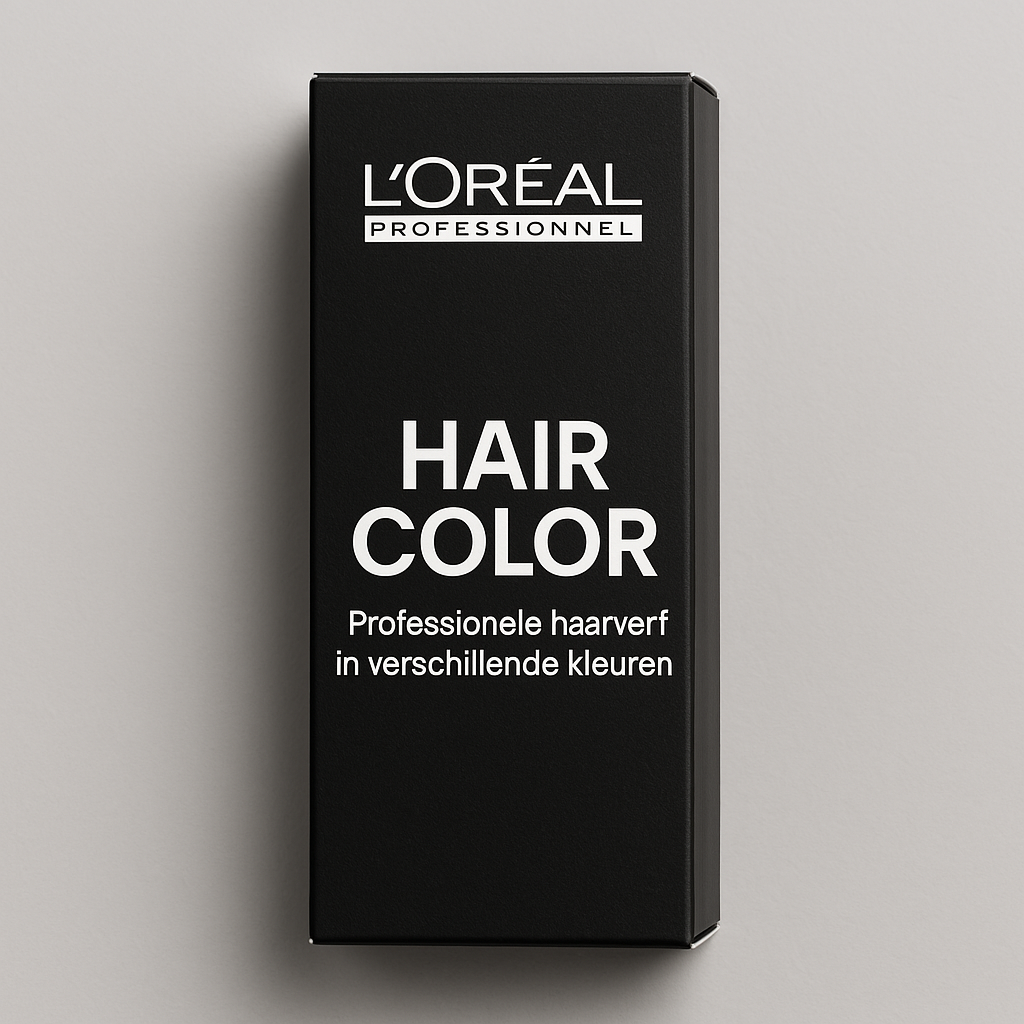 L'ORÉAL
PROFESSIONNEL
HAIR
COLOR
Professionele haarverf
in verschillende kleuren